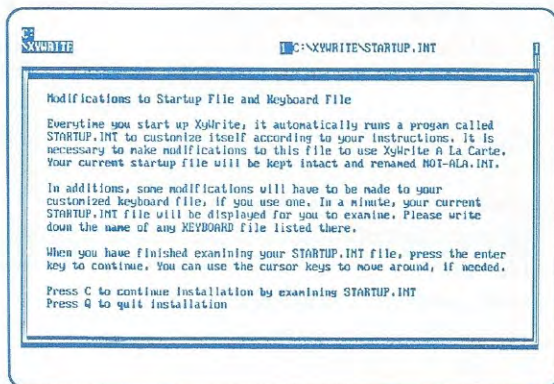 C:
\XYWRITE
1 C:\XYWRITE\STARTUP.INT
Modifications to Startup File and Keyboard File
Everytime you start up XyWrite, it automatically runs a progam called
STARTUP.INT to customize itself according to your instructions. It is
necessary to make modifications to this file to use XyWrite A La Carte.
Your current startup file will be kept intact and renamed NOT-ALA.INT.
In additions, some modifications will have to be made to your
customized keyboard file, if you use one. In a minute, your current
STARTUP.INT file will be displayed for you to examine. Please write
down the name of any KEYBOARD file listed there.
When you have finished examining your STARTUP.INT file, press the enter
key to continue. You can use the cursor keys to move around, if needed.
Press C to continue installation by examining STARTUP.INT
Press Q to quit installation